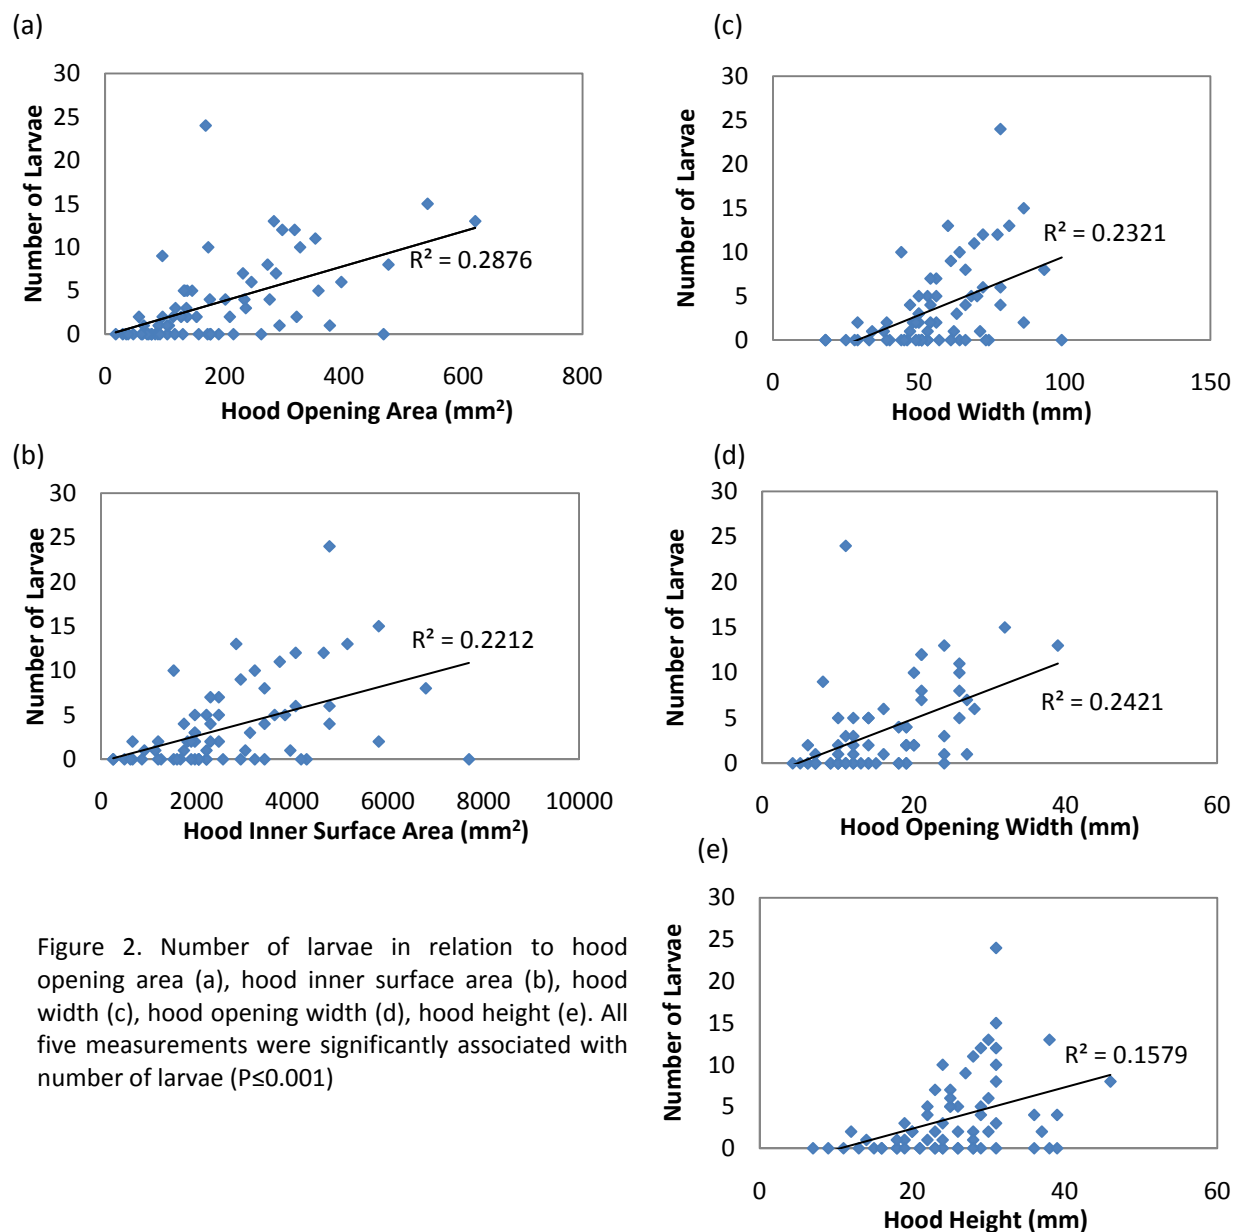 (a)
30
25
20
15
10
5
0
0 200 400 600 800
Number of Larvae
Hood Opening Area (mm²)
R² = 0.2876
(b)
30
25
20
15
10
5
0
0 2000 4000 6000 8000 10000
Number of Larvae
Hood Inner Surface Area (mm²)
R² = 0.2212
Figure 2. Number of larvae in relation to hood
opening area (a), hood inner surface area (b), hood
width (c), hood opening width (d), hood height (e). All
five measurements were significantly associated with
number of larvae (P≤0.001)
(c)
30
25
20
15
10
5
0
0 50 100 150
Number of Larvae
Hood Width (mm)
R² = 0.2321
(d)
30
25
20
15
10
5
0
0 20 40 60
Number of Larvae
Hood Opening Width (mm)
R² = 0.2421
(e)
30
25
20
15
10
5
0
0 20 40 60
Number of Larvae
Hood Height (mm)
R² = 0.1579